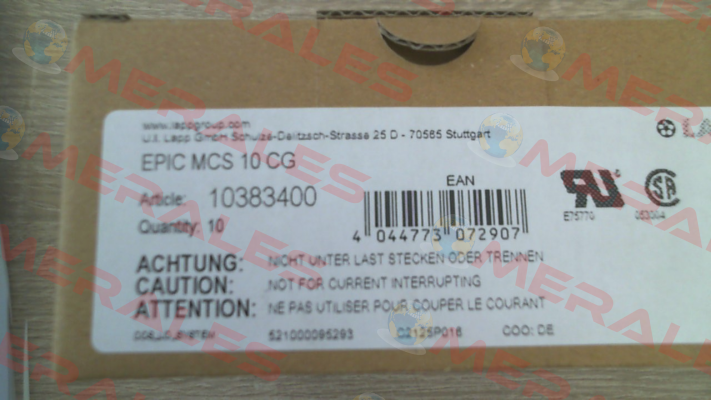 www.lappgroup.com
U.I. Lapp GmbH Schulze-Delitzsch-Strasse 25 D - 70565 Stuttgart
EPIC MCS 10 CG
Article: 10383400
Quantity: 10
EAN
4 044773 072907
E75770
ACHTUNG: NICHT UNTER LAST STECKEN ODER TRENNEN
CAUTION: NOT FOR CURRENT INTERRUPTING
ATTENTION: NE PAS UTILISER POUR COUPER LE COURANT
521000095293 C2125P016 COO: DE
MERALES